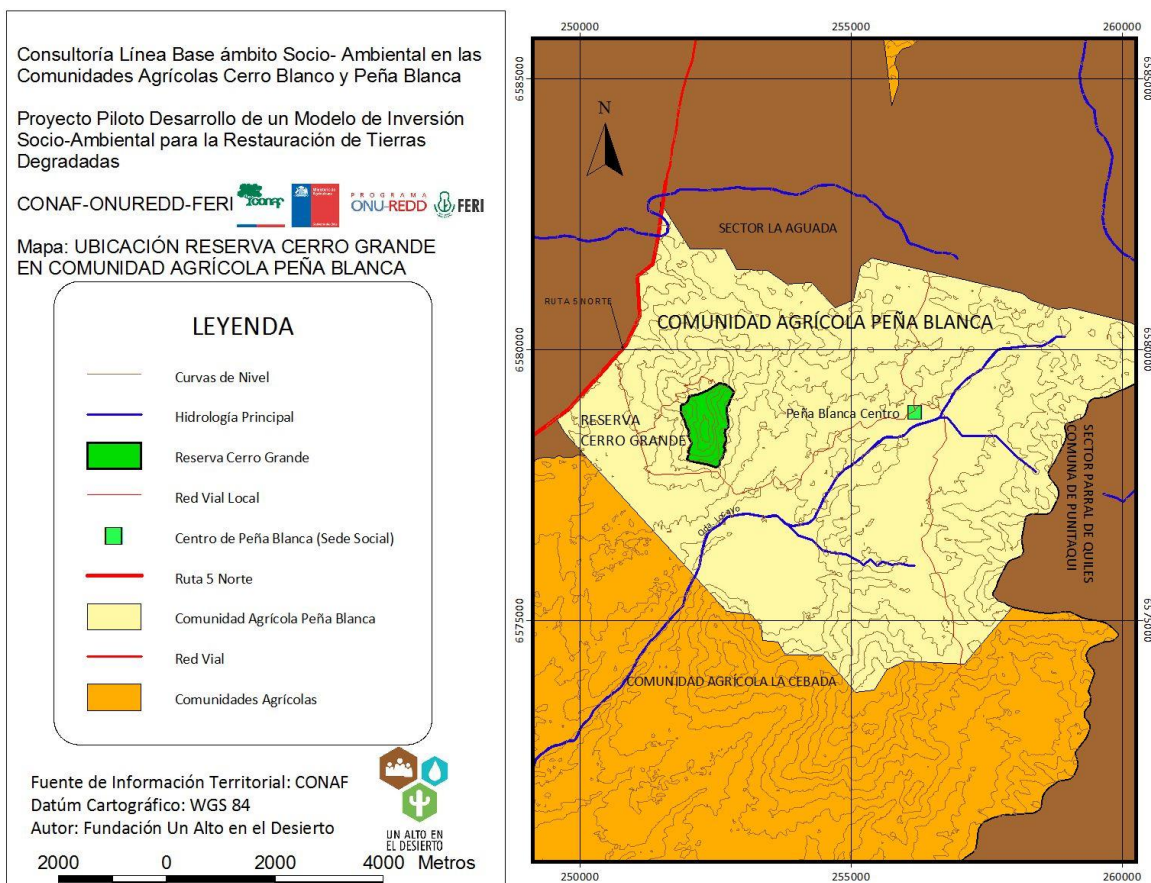 Consultoría Línea Base ámbito Socio- Ambiental en las
Comunidades Agrícolas Cerro Blanco y Peña Blanca
Proyecto Piloto Desarrollo de un Modelo de Inversión
Socio-Ambiental para la Restauración de Tierras
Degradadas
CONAF-ONUREDD-FERI
conaf
PROGRAMA
ONU-REDD
FERI
Mapa: UBICACIÓN RESERVA CERRO GRANDE
EN COMUNIDAD AGRÍCOLA PEÑA BLANCA
LEYENDA
Curvas de Nivel
Hidrología Principal
Reserva Cerro Grande
Red Vial Local
Centro de Peña Blanca (Sede Social)
Ruta 5 Norte
Comunidad Agrícola Peña Blanca
Red Vial
Comunidades Agrícolas
Fuente de Información Territorial: CONAF
Datúm Cartográfico: WGS 84
Autor: Fundación Un Alto en el Desierto
UN ALTO EN
EL DESIERTO
2000 0 2000 4000 Metros
250000 255000 260000
6585000 6585000
N
SECTOR LA AGUADA
RUTA 5 NORTE
COMUNIDAD AGRÍCOLA PEÑA BLANCA
6580000 6580000
Peña Blanca Centro
RESERVA
CERRO GRANDE
SECTOR PARRAL DE QUILES
COMUNA DE PUNITAQUI
6575000 6575000
COMUNIDAD AGRÍCOLA LA CEBADA
250000 255000 260000